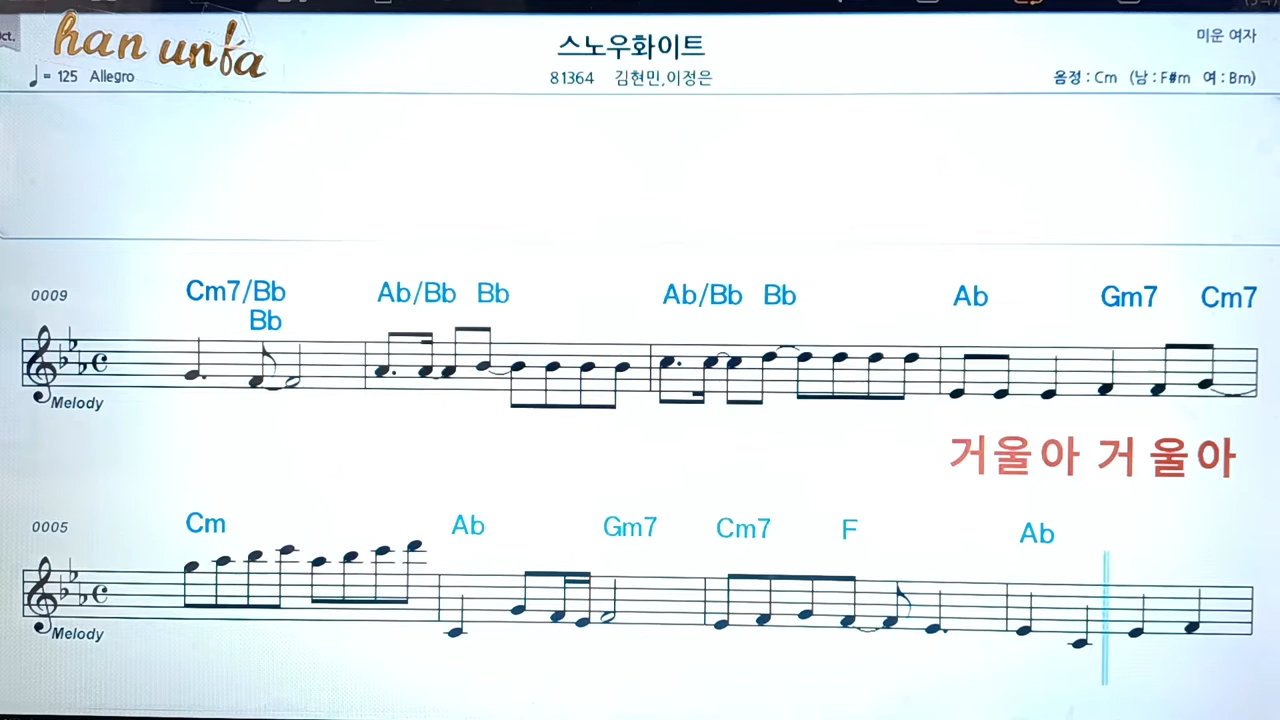 ct.
han unfa
스노우화이트
미운 여자
♩= 125 Allegro
81364 김현민,이정은
음정 : Cm (남 : F#m 여 : Bm)
0009
Cm7/Bb Ab/Bb Bb Ab/Bb Bb Ab Gm7 Cm7
Bb
Melody
거울아 거울아
0005
Cm Ab Gm7 Cm7 F Ab
Melody